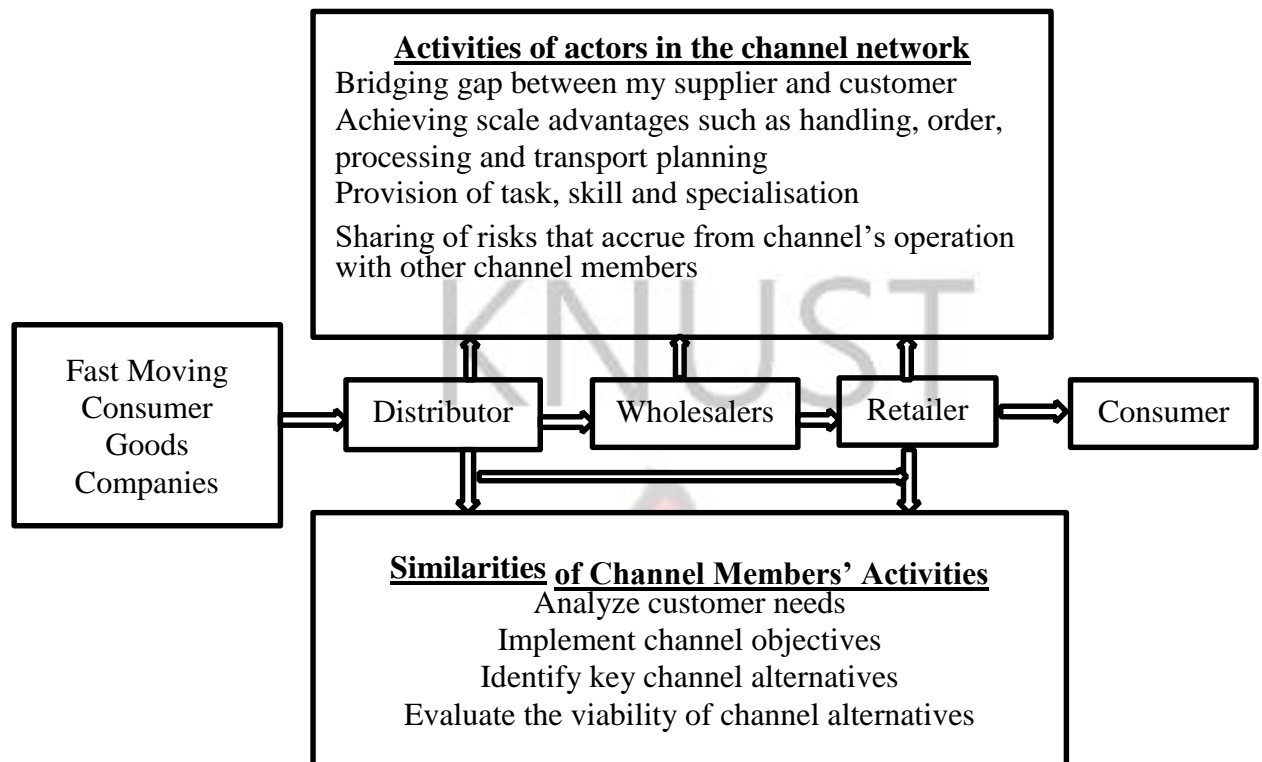 Activities of actors in the channel network
Bridging gap between my supplier and customer
Achieving scale advantages such as handling, order,
processing and transport planning
Provision of task, skill and specialisation
Sharing of risks that accrue from channel’s operation
with other channel members
KNUST
Fast Moving
Consumer
Goods
Companies
Distributor
Wholesalers
Retailer
Consumer
Similarities of Channel Members’ Activities
Analyze customer needs
Implement channel objectives
Identify key channel alternatives
Evaluate the viability of channel alternatives